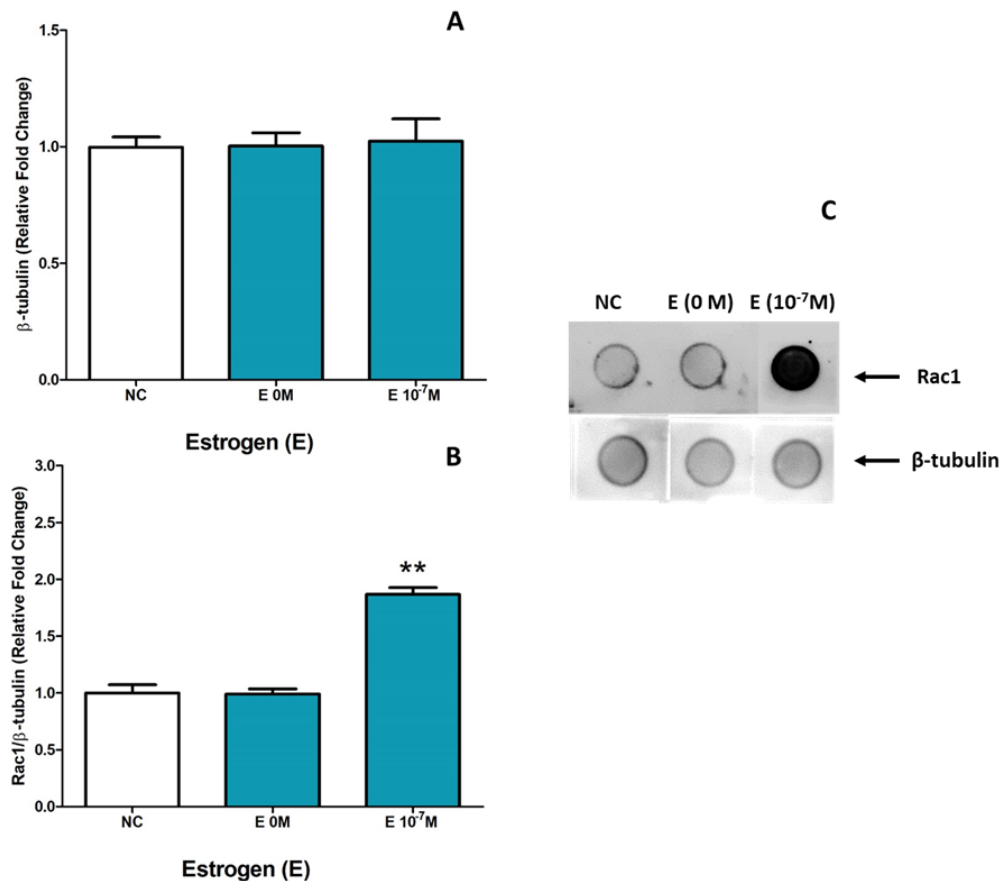 A
β-tubulin (Relative Fold Change)
1.5
1.0
0.5
0.0
NC
E 0M
E 10⁻⁷M
Estrogen (E)
B
Rac1/β-tubulin (Relative Fold Change)
3.0
2.5
2.0
1.5
1.0
0.5
0.0
**
NC
E 0M
E 10⁻⁷M
Estrogen (E)
C
NC E (0 M) E (10⁻⁷M)
Rac1
β-tubulin